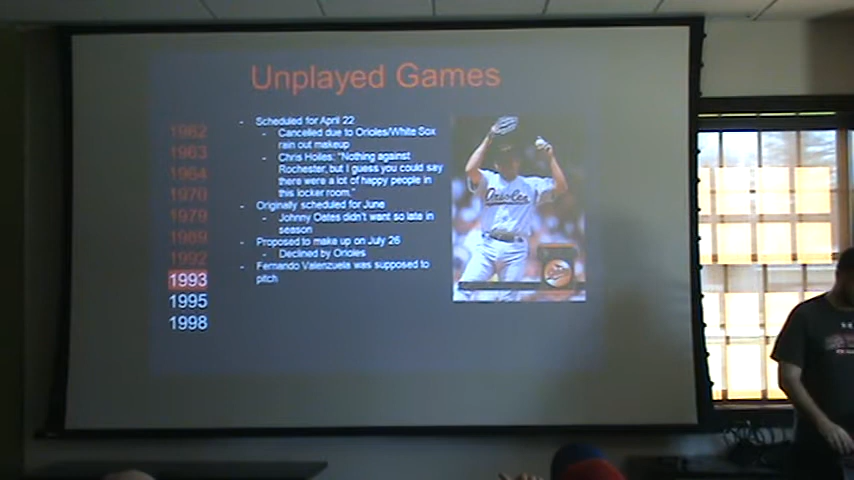 Unplayed Games
1962
1963
1964
1970
1979
1989
1992
1993
1995
1998
- Scheduled for April 22
- Cancelled due to Orioles/White Sox
rain out makeup
- Chris Hoiles: "Nothing against
Rochester, but I guess you could say
there were a lot of happy people in
this locker room."
- Originally scheduled for June
- Johnny Oates didn't want so late in
season
- Proposed to make up on July 26
- Declined by Orioles
- Fernando Valenzuela was supposed to
pitch
Orioles